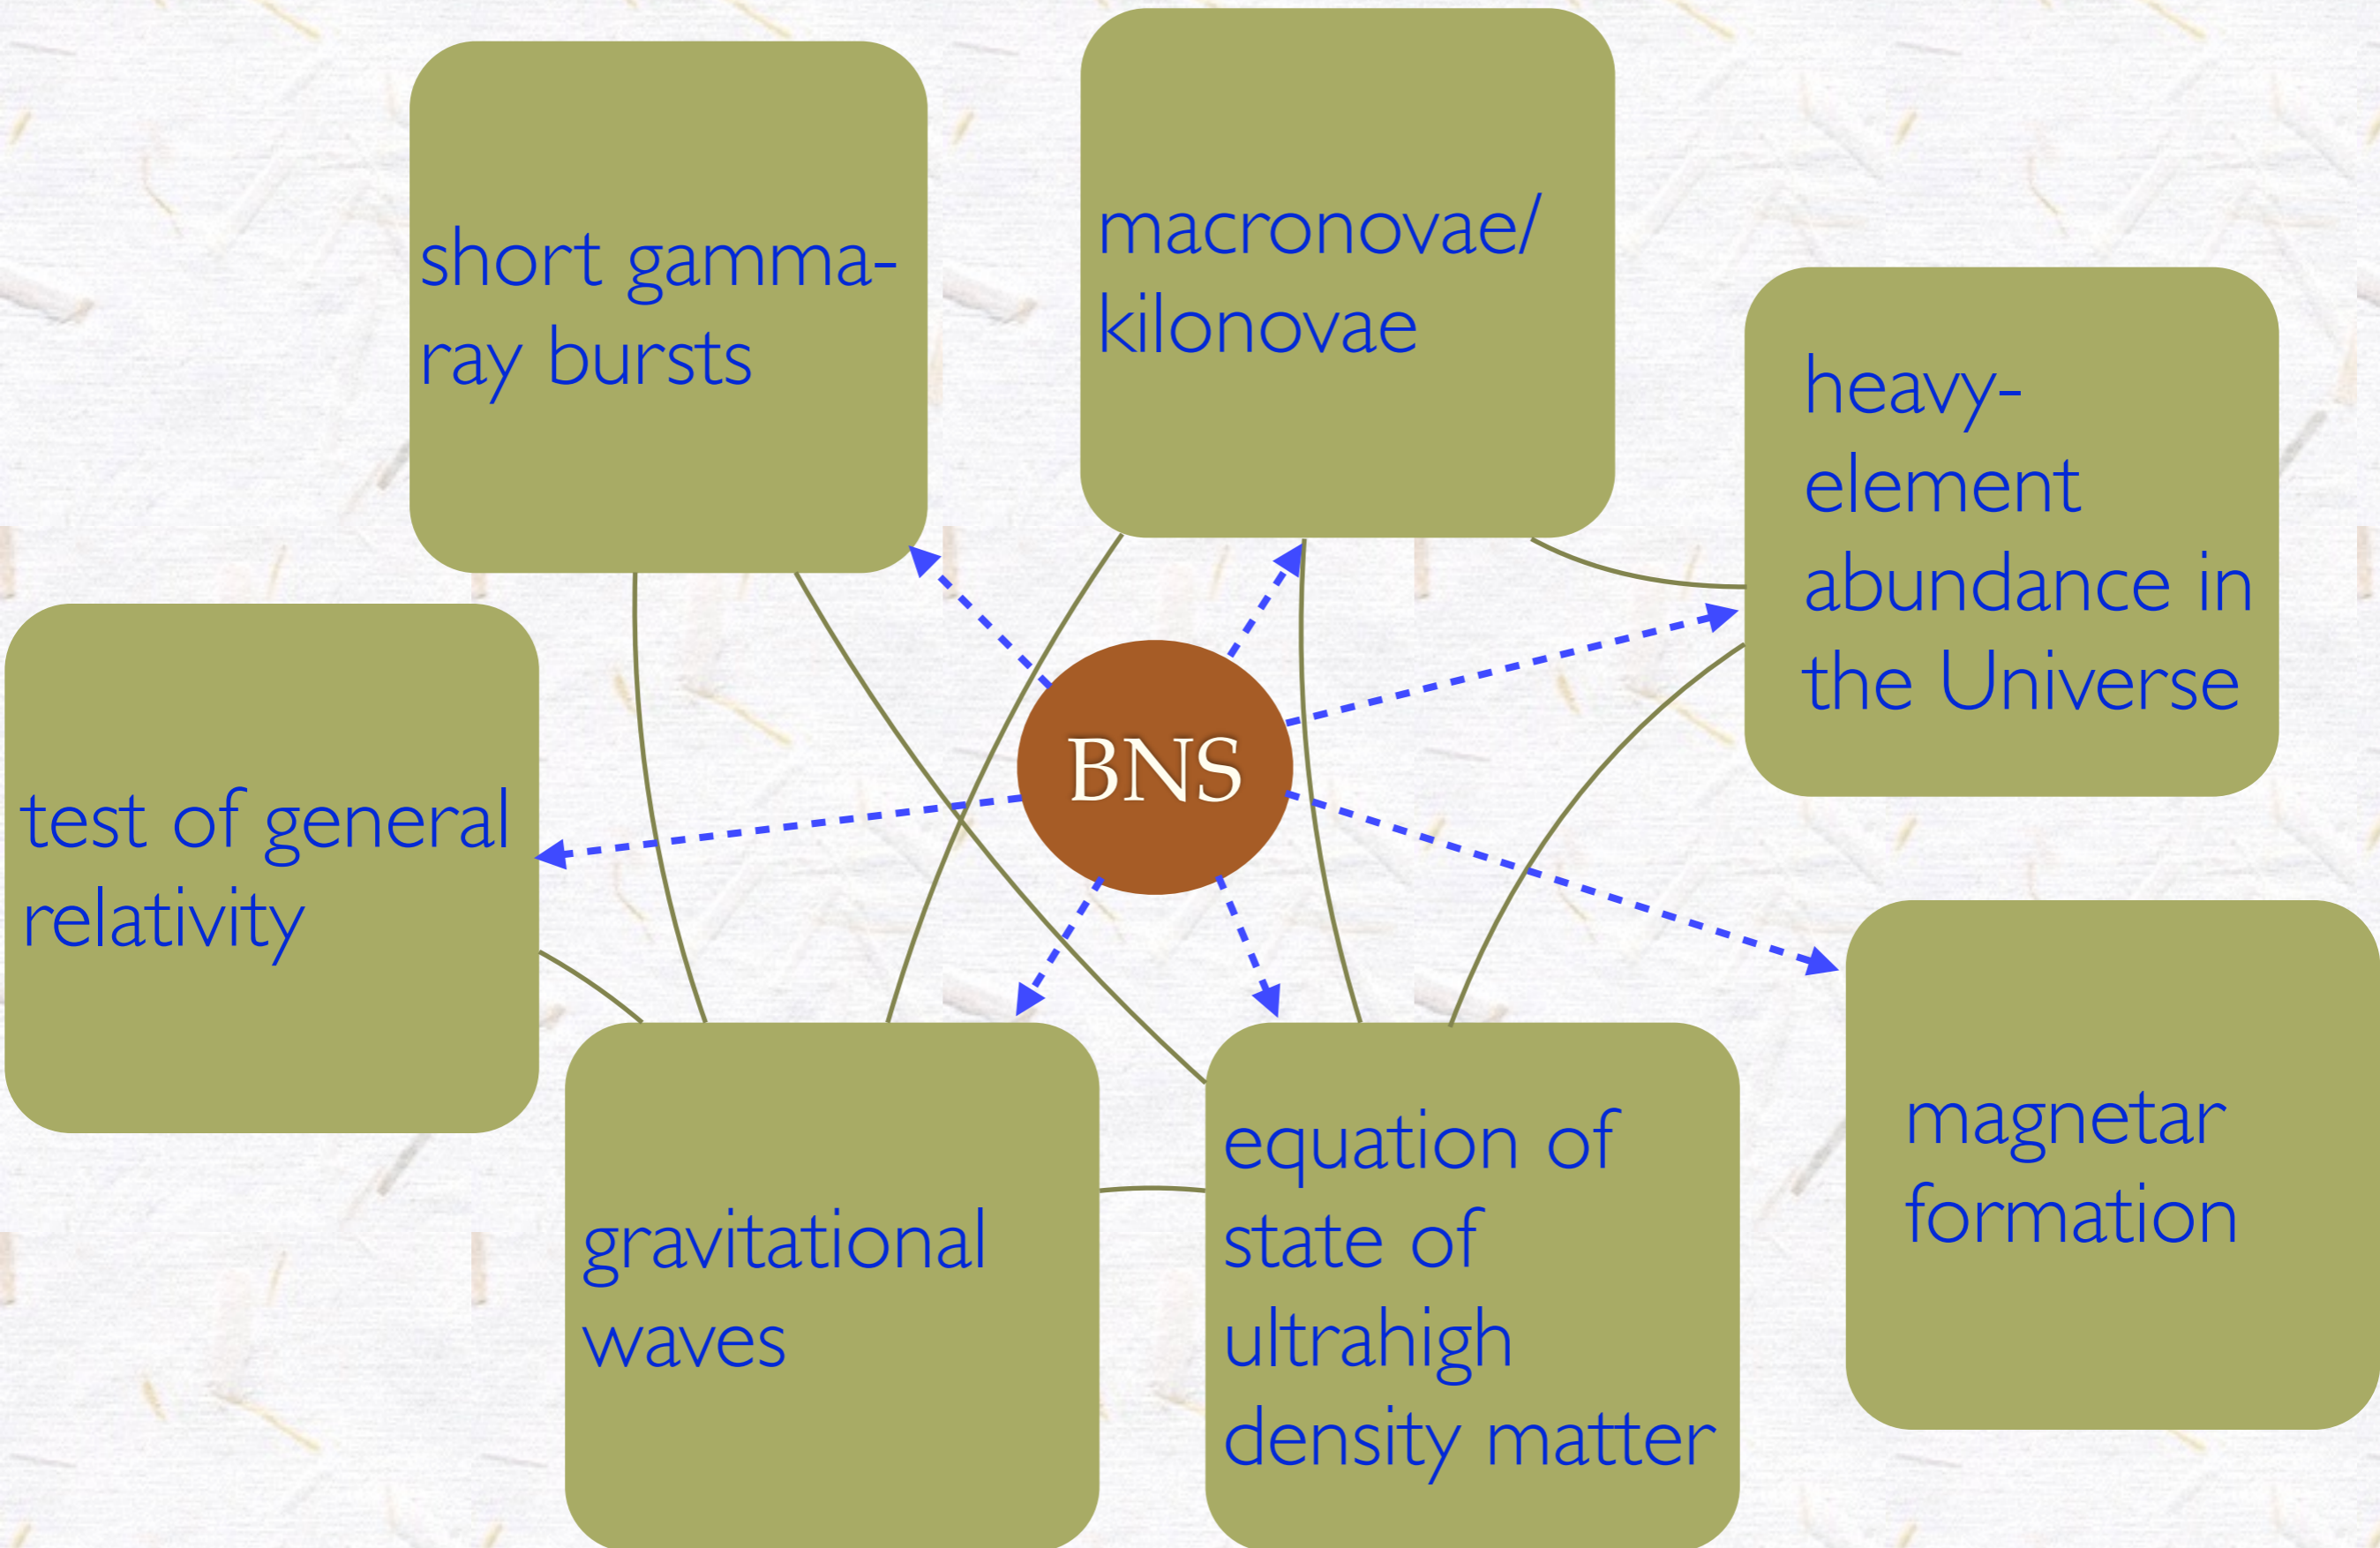 short gamma-
ray bursts
macronovae/
kilonovae
heavy-
element
abundance in
the Universe
BNS
test of general
relativity
gravitational
waves
equation of
state of
ultrahigh
density matter
magnetar
formation